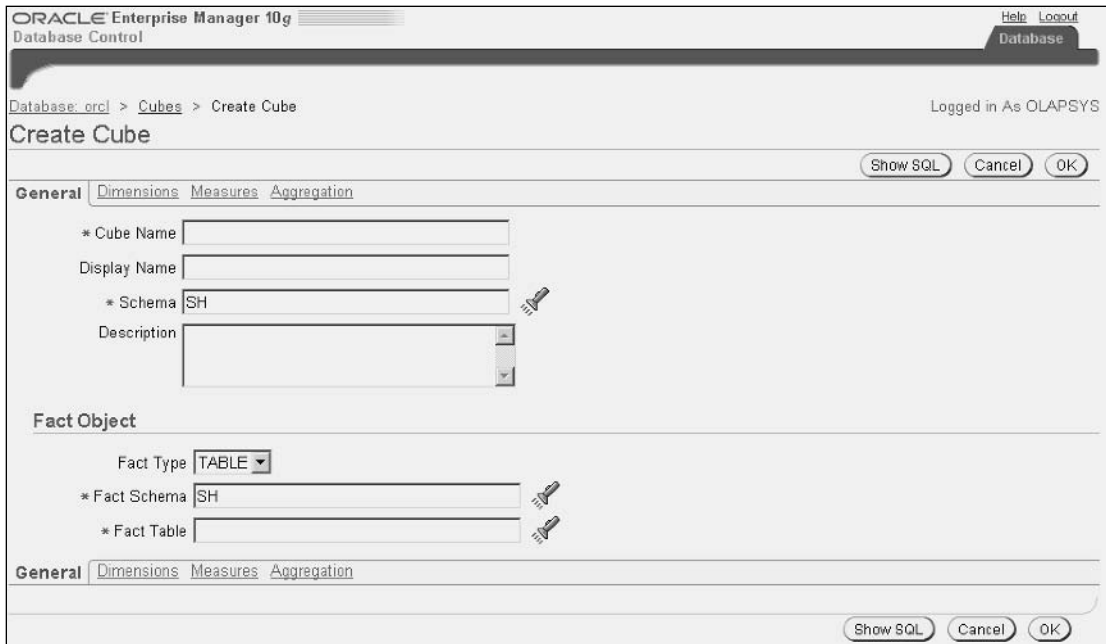 ORACLE Enterprise Manager 10g
Database Control
Help Logout
Database
Database: orcl > Cubes > Create Cube
Logged in As OLAPSYS
Create Cube
Show SQL Cancel OK
General Dimensions Measures Aggregation
* Cube Name
Display Name
* Schema SH
Description
Fact Object
Fact Type TABLE
* Fact Schema SH
* Fact Table
General Dimensions Measures Aggregation
Show SQL Cancel OK